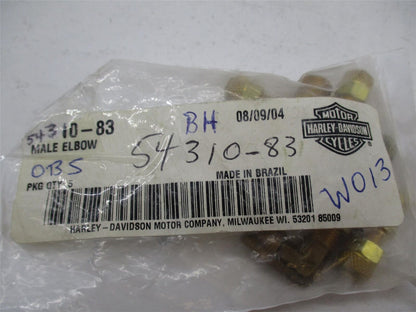 54310-83
BH
08/09/04
MALE ELBOW
54310-83
OBS
MADE IN BRAZIL
PKG QTY 5
W013
HARLEY-DAVIDSON MOTOR COMPANY, MILWAUKEE WI. 53201 85009
MOTOR
HARLEY-DAVIDSON
CYCLES